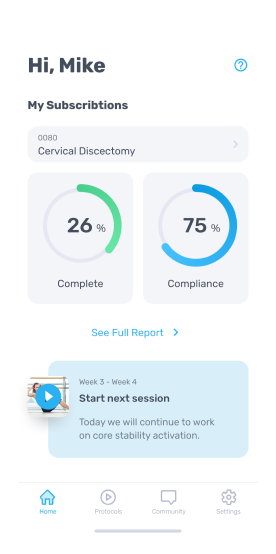 Hi, Mike
My Subscribtions
0080
Cervical Discectomy
26 %
75 %
Complete
Compliance
See Full Report
Week 3 - Week 4
Start next session
Today we will continue to work
on core stability activation.
Home
Protocols
Community
Settings